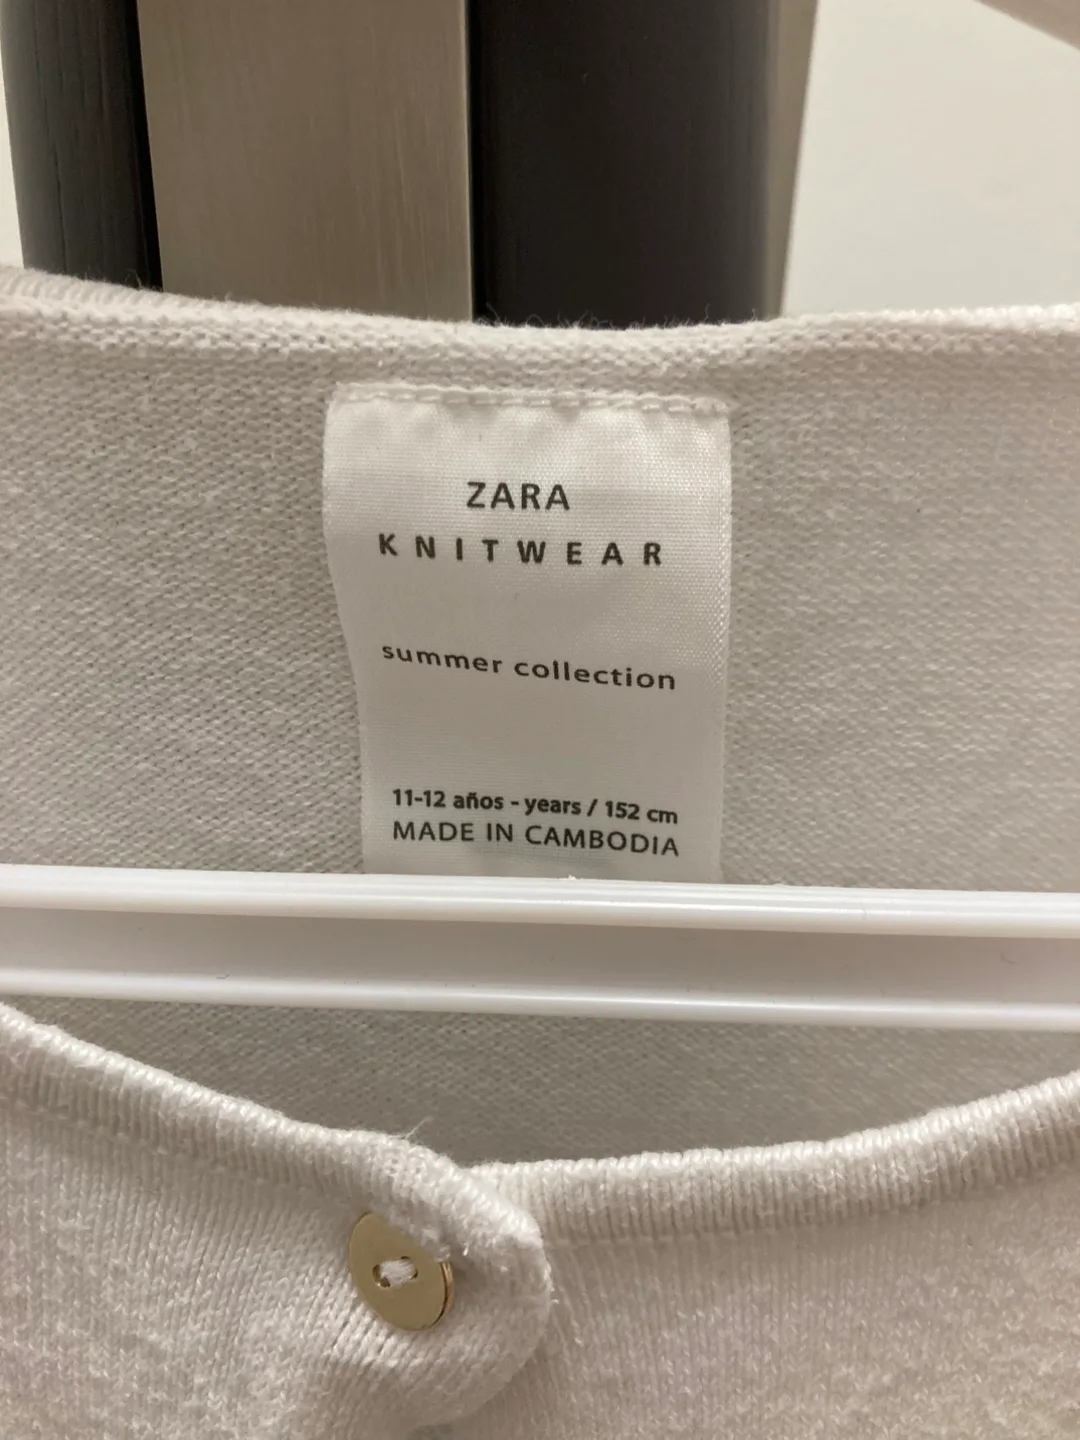 ZARA
KNITWEAR
summer collection
11-12 años - years / 152 cm
MADE IN CAMBODIA